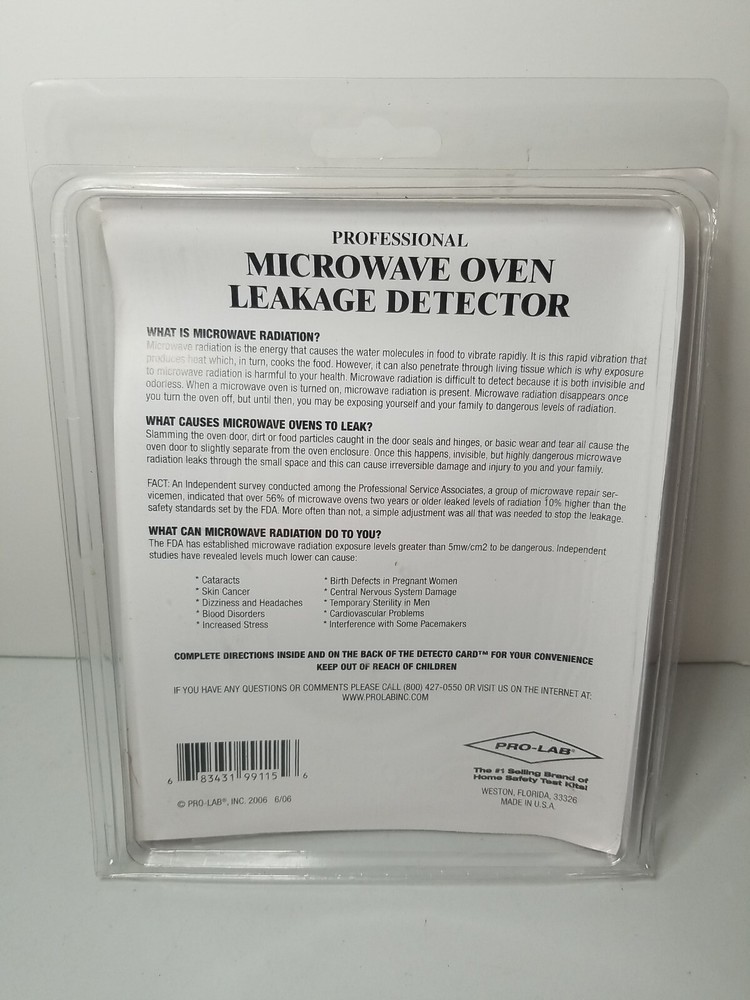 PROFESSIONAL
MICROWAVE OVEN
LEAKAGE DETECTOR
WHAT IS MICROWAVE RADIATION?
Microwave radiation is the energy that causes the water molecules in food to vibrate rapidly. It is this rapid vibration that
produces heat which, in turn, cooks the food. However, it can also penetrate through living tissue which is why exposure
to microwave radiation is harmful to your health. Microwave radiation is difficult to detect because it is both invisible and
odorless. When a microwave oven is turned on, microwave radiation is present. Microwave radiation disappears once
you turn the oven off, but until then, you may be exposing yourself and your family to dangerous levels of radiation.
WHAT CAUSES MICROWAVE OVENS TO LEAK?
Slamming the oven door, dirt or food particles caught in the door seals and hinges, or basic wear and tear all cause the
oven door to slightly separate from the oven enclosure. Once this happens, invisible, but highly dangerous microwave
radiation leaks through the small space and this can cause irreversible damage and injury to you and your family.
FACT: An Independent survey conducted among the Professional Service Associates, a group of microwave repair ser-
vicemen, indicated that over 56% of microwave ovens two years or older leaked levels of radiation 10% higher than the
safety standards set by the FDA. More often than not, a simple adjustment was all that was needed to stop the leakage.
WHAT CAN MICROWAVE RADIATION DO TO YOU?
The FDA has established microwave radiation exposure levels greater than 5mw/cm2 to be dangerous. Independent
studies have revealed levels much lower can cause:
* Cataracts
* Skin Cancer
* Dizziness and Headaches
* Blood Disorders
* Increased Stress
* Birth Defects in Pregnant Women
* Central Nervous System Damage
* Temporary Sterility in Men
* Cardiovascular Problems
* Interference with Some Pacemakers
COMPLETE DIRECTIONS INSIDE AND ON THE BACK OF THE DETECTO CARD™ FOR YOUR CONVENIENCE
KEEP OUT OF REACH OF CHILDREN
IF YOU HAVE ANY QUESTIONS OR COMMENTS PLEASE CALL (800) 427-0550 OR VISIT US ON THE INTERNET AT:
WWW.PROLABINC.COM
6 83431 99115 6
© PRO-LAB®, INC. 2006 6/06
PRO-LAB®
The #1 Selling Brand of
Home Safety Test Kits!
WESTON, FLORIDA, 33326
MADE IN U.S.A.